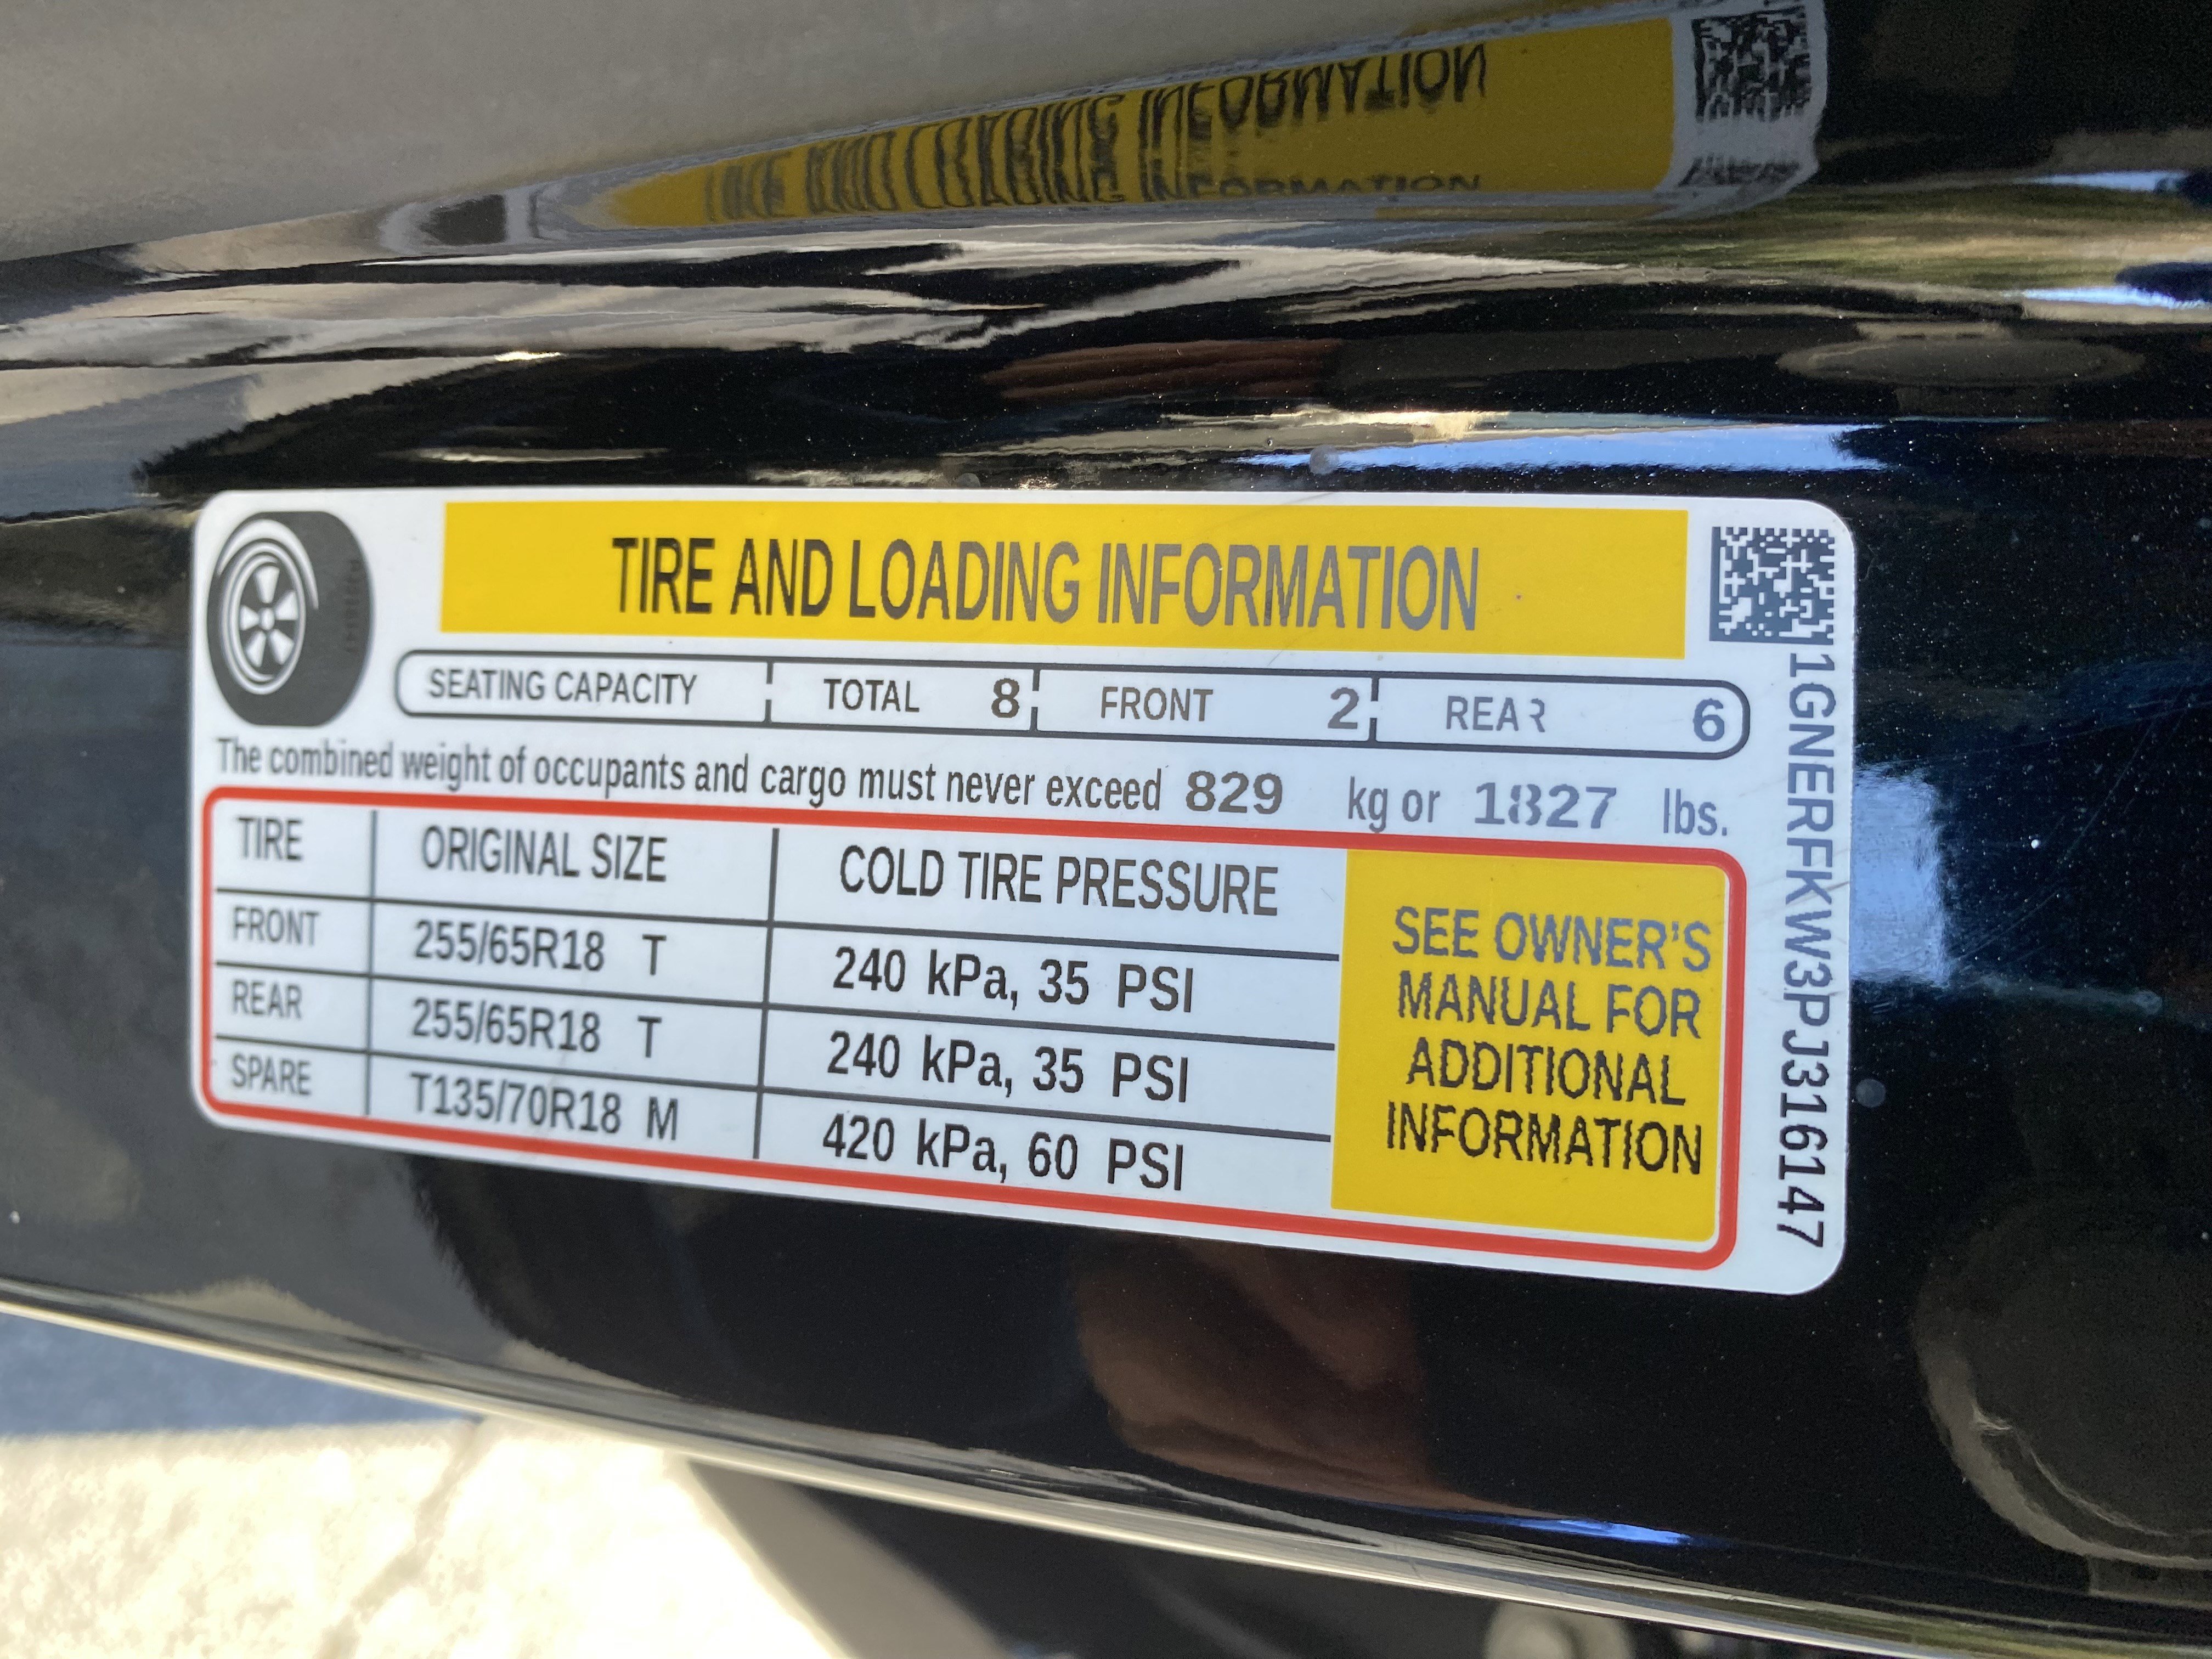 TIRE AND LOADING INFORMATION
SEATING CAPACITY TOTAL 8 FRONT 2 REAR 6
The combined weight of occupants and cargo must never exceed 829 kg or 1827 lbs.
TIRE ORIGINAL SIZE COLD TIRE PRESSURE
FRONT 255/65R18 T 240 kPa, 35 PSI
REAR 255/65R18 T 240 kPa, 35 PSI
SPARE T135/70R18 M 420 kPa, 60 PSI
SEE OWNER'S
MANUAL FOR
ADDITIONAL
INFORMATION
1GNERFKW3PJ316147